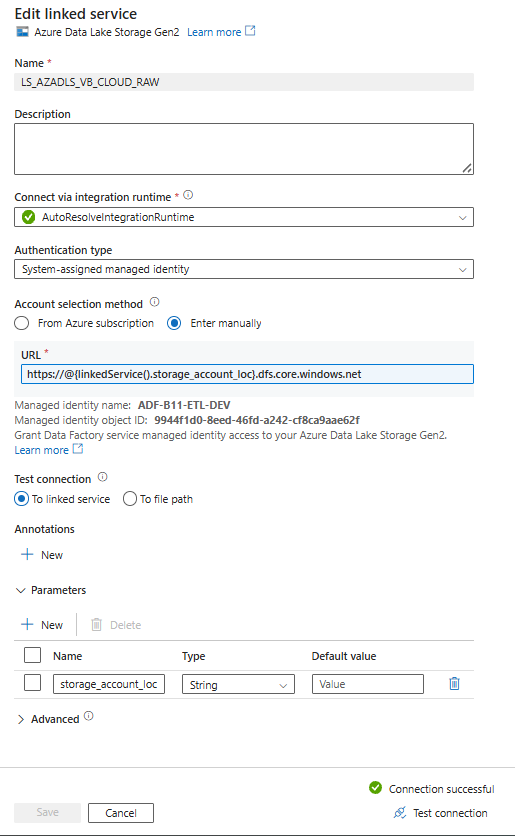 Edit linked service
Azure Data Lake Storage Gen2 Learn more
Name *
LS_AZADLS_VB_CLOUD_RAW
Description
Connect via integration runtime *
AutoResolveIntegrationRuntime
Authentication type
System-assigned managed identity
Account selection method
From Azure subscription Enter manually
URL *
https://@{linkedService().storage_account_loc}.dfs.core.windows.net
Managed identity name: ADF-B11-ETL-DEV
Managed identity object ID: 9944f1d0-8eed-46fd-a242-cf8ca9aae62f
Grant Data Factory service managed identity access to your Azure Data Lake Storage Gen2.
Learn more
Test connection
To linked service To file path
Annotations
New
Parameters
New Delete
Name Type Default value
storage_account_loc String Value
Advanced
Connection successful
Save Cancel Test connection